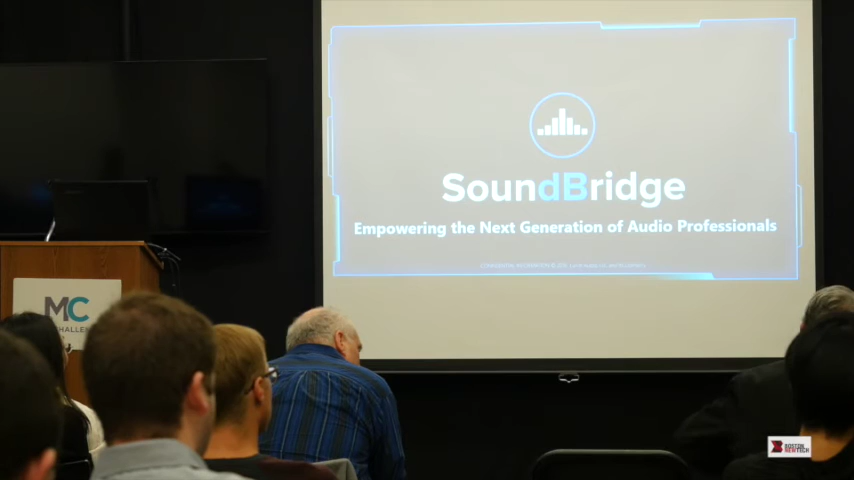 SoundBridge
Empowering the Next Generation of Audio Professionals
MC
BOSTON
NEWTECH